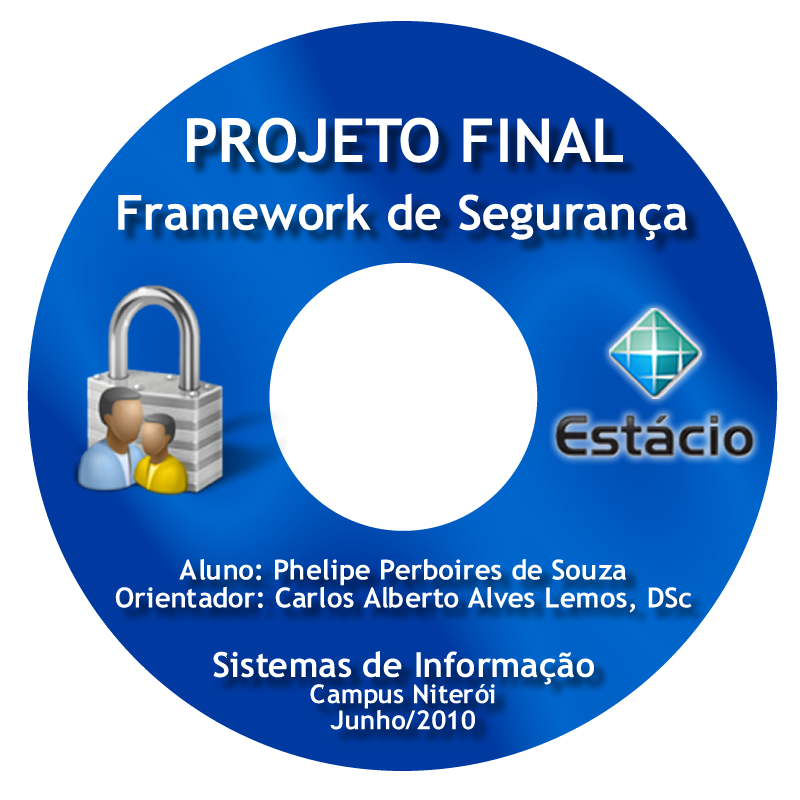 PROJETO FINAL
Framework de Segurança
Estácio
Aluno: Phelipe Perboires de Souza
Orientador: Carlos Alberto Alves Lemos, DSc
Sistemas de Informação
Campus Niterói
Junho/2010